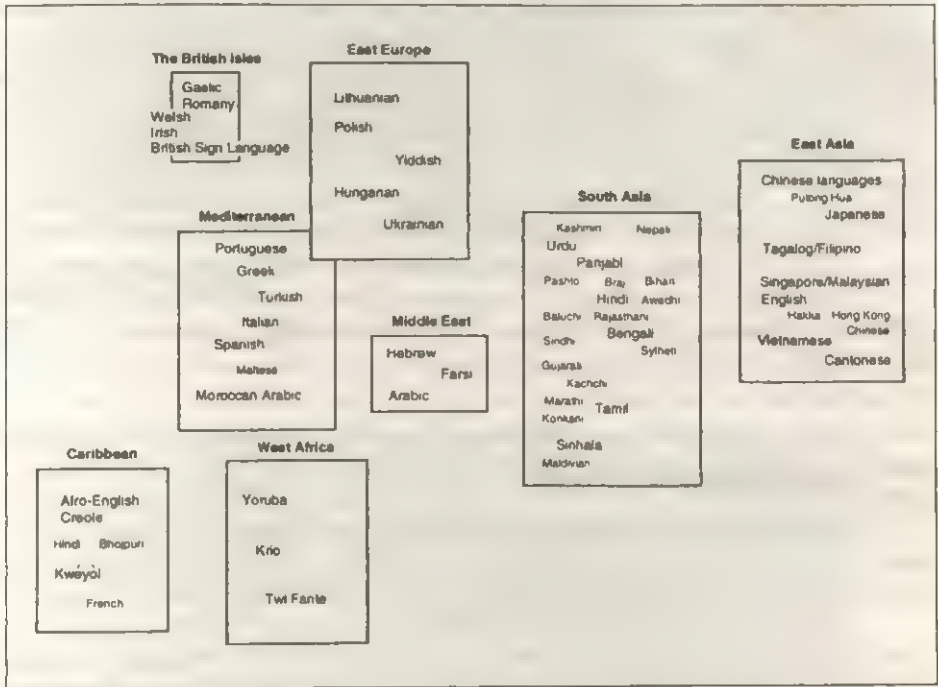 The British Isles
Gaelic
Romany
Welsh
Irish
British Sign Language
East Europe
Lithuanian
Polish
Yiddish
Hungarian
Ukrainian
Mediterranean
Portuguese
Greek
Turkish
Italian
Spanish
Maltese
Moroccan Arabic
Middle East
Hebrew
Farsi
Arabic
South Asia
Kashmiri Nepali
Urdu
Panjabi
Pashto Braj Bihari
Hindi Awadhi
Baluchi Rajasthani
Bengali
Sindhi
Sylheti
Gujarati
Kachchi
Marathi
Tamil
Konkani
Sinhala
Maldivian
East Asia
Chinese languages
Putong Hua
Japanese
Tagalog/Filipino
Singapore/Malaysian
English
Hakka Hong Kong
Chinese
Vietnamese
Cantonese
Caribbean
Afro-English
Creole
Hindi Bhojpuri
Kwéyòl
French
West Africa
Yoruba
Krio
Twi Fante